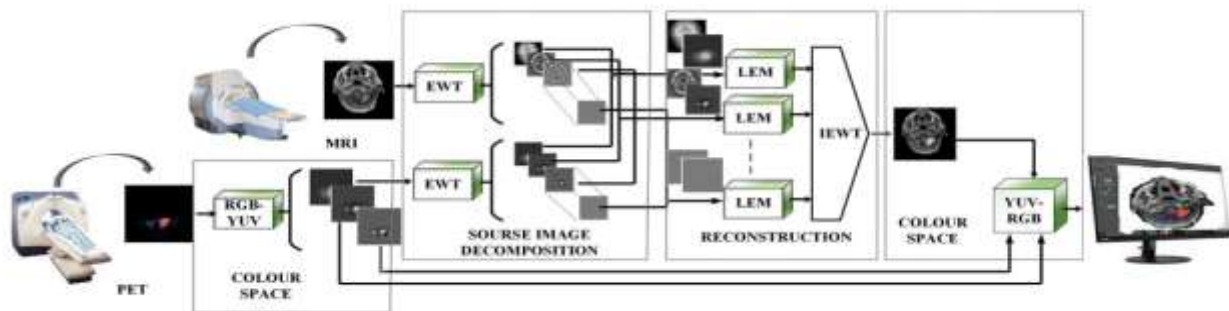 MRI
PET
RGB-
YUV
COLOUR
SPACE
EWT
EWT
SOURSE IMAGE
DECOMPOSITION
LEM
LEM
LEM
IEWT
RECONSTRUCTION
COLOUR
SPACE
YUV-
RGB